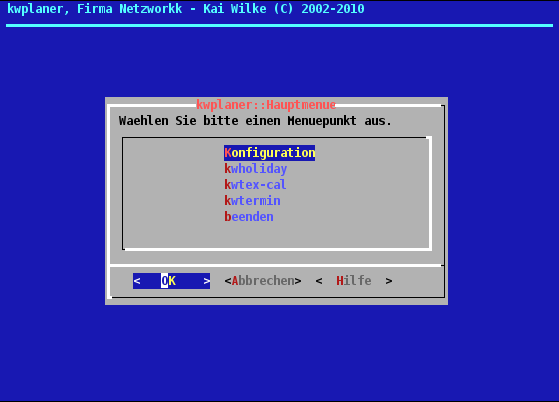 kwplaner, Firma Netzworkk - Kai Wilke (C) 2002-2010
kwplaner::Hauptmenue
Waehlen Sie bitte einen Menuepunkt aus.
Konfiguration
kwholiday
kwtex-cal
kwtermin
beenden
<   OK    > <Abbrechen> <  Hilfe  >